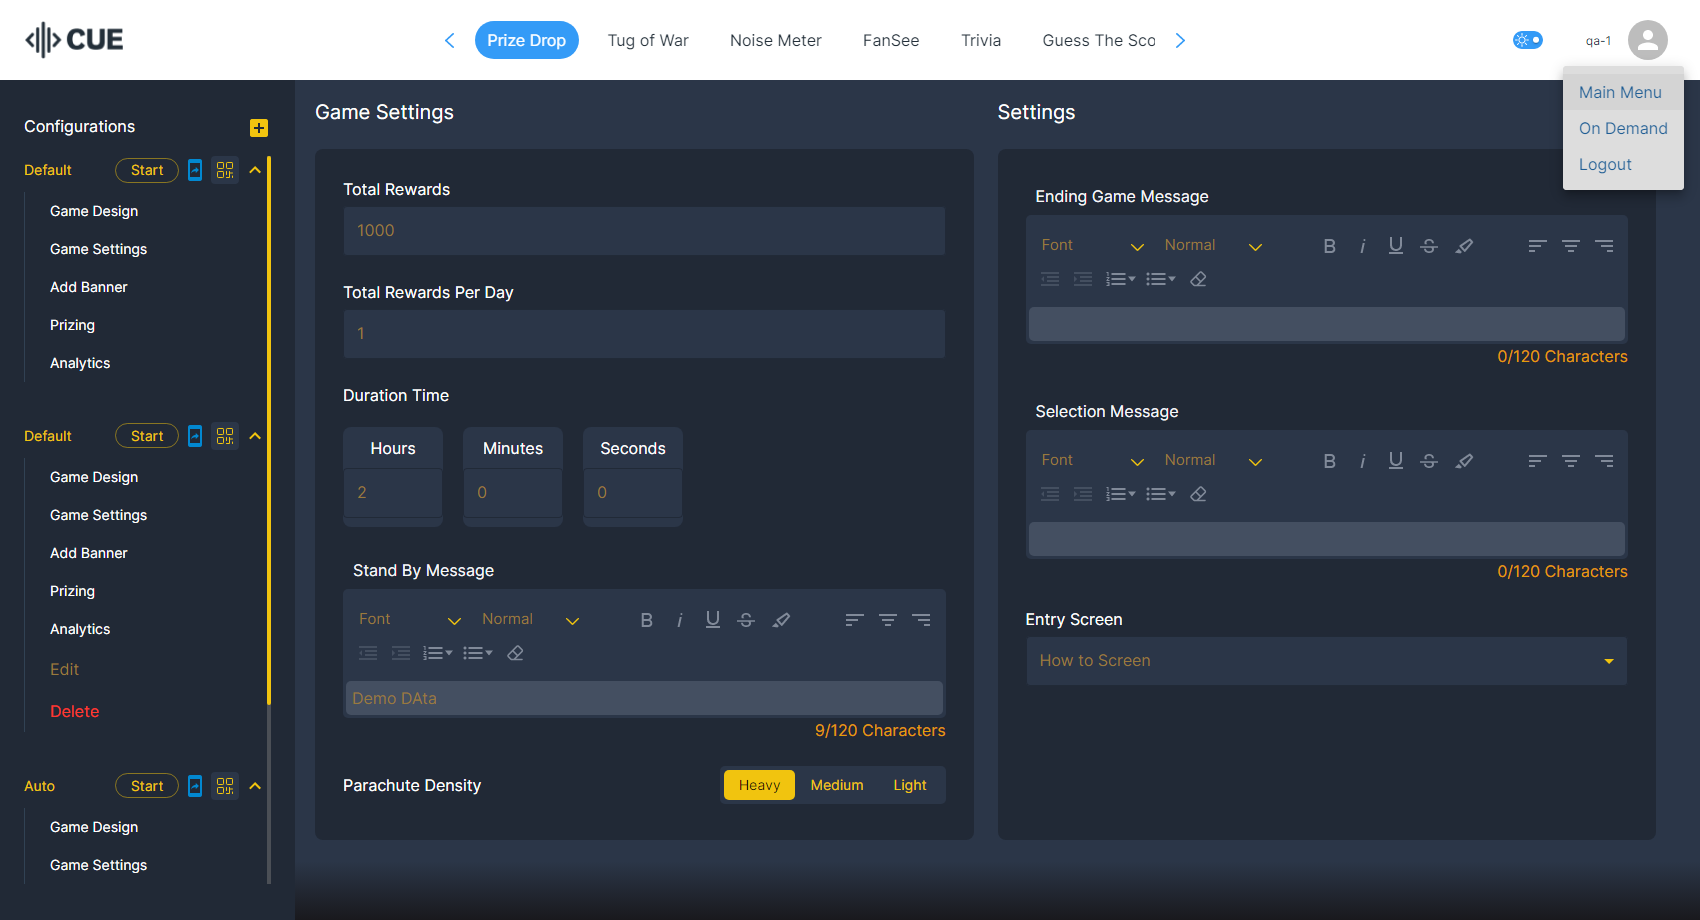 CUE
Prize Drop
Tug of War
Noise Meter
FanSee
Trivia
Guess The Sco
qa-1
Main Menu
On Demand
Logout
Configurations
Default
Start
Game Design
Game Settings
Add Banner
Prizing
Analytics
Default
Start
Game Design
Game Settings
Add Banner
Prizing
Analytics
Edit
Delete
Auto
Start
Game Design
Game Settings
Game Settings
Total Rewards
1000
Total Rewards Per Day
1
Duration Time
Hours
Minutes
Seconds
2
0
0
Stand By Message
Font
Normal
Demo DAta
9/120 Characters
Parachute Density
Heavy
Medium
Light
Settings
Ending Game Message
Font
Normal
0/120 Characters
Selection Message
Font
Normal
0/120 Characters
Entry Screen
How to Screen